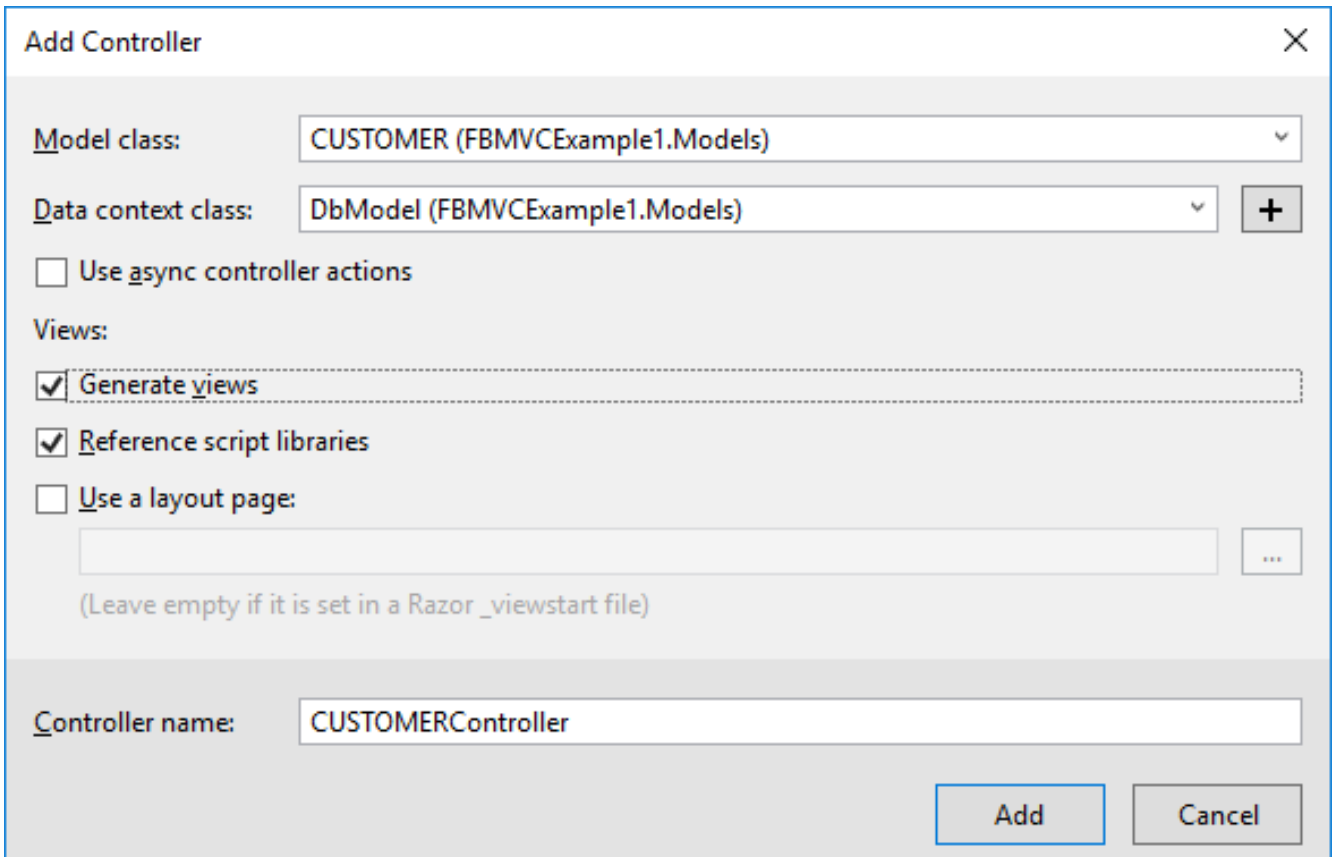 Add Controller
Model class: CUSTOMER (FBMVCExample1.Models)
Data context class: DbModel (FBMVCExample1.Models) +
Use async controller actions
Views:
Generate views
Reference script libraries
Use a layout page:
...
(Leave empty if it is set in a Razor _viewstart file)
Controller name: CUSTOMERController
Add Cancel